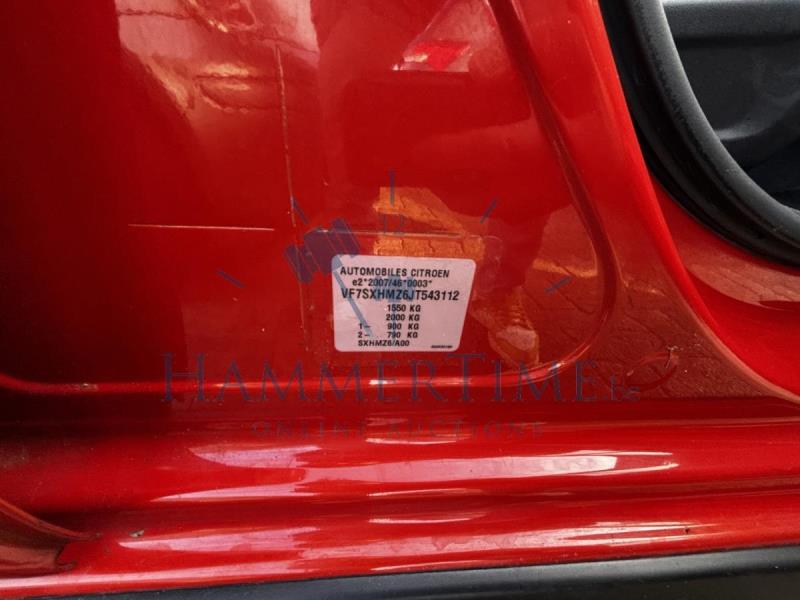 AUTOMOBILES CITROEN
e2*2007/46*0003*
VF7SXHMZ6JT543112
1550 KG
2000 KG
1- 900 KG
2- 790 KG
SXHMZ6/A00
HAMMERTIME
ONLINE AUCTIONS